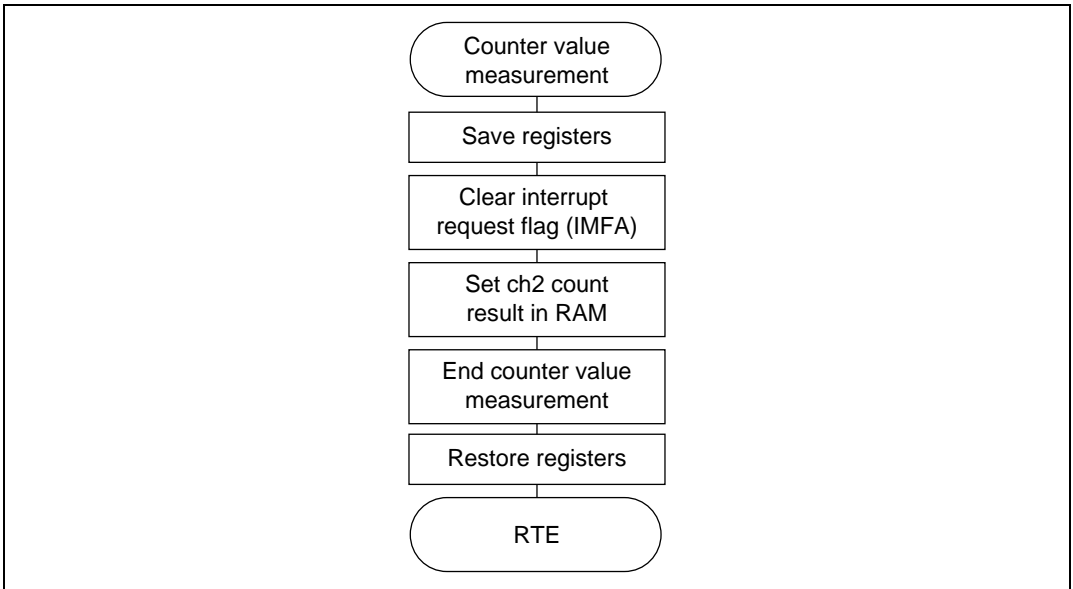 Counter value
measurement
Save registers
Clear interrupt
request flag (IMFA)
Set ch2 count
result in RAM
End counter value
measurement
Restore registers
RTE